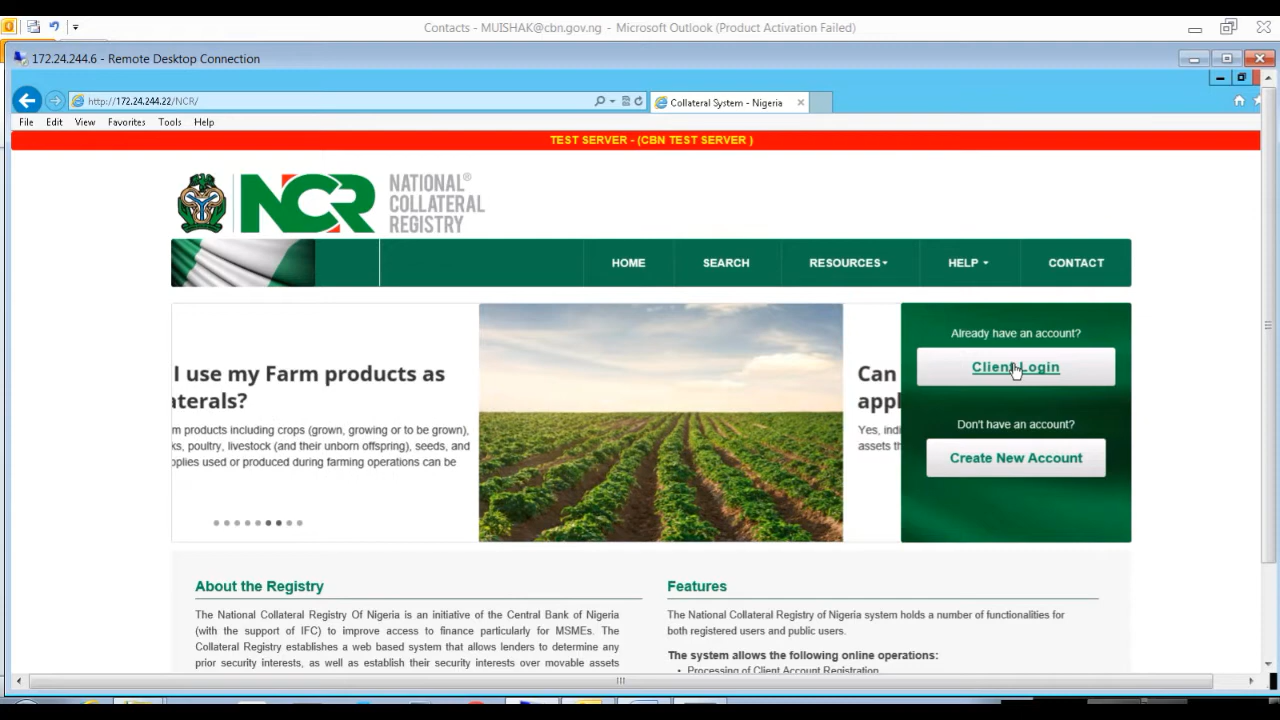 Contacts - MUISHAK@cbn.gov.ng - Microsoft Outlook (Product Activation Failed)
172.24.244.6 - Remote Desktop Connection
http://172.24.244.22/NCR/
Collateral System - Nigeria
File Edit View Favorites Tools Help
TEST SERVER - (CBN TEST SERVER )
NCR
NATIONAL®
COLLATERAL
REGISTRY
HOME SEARCH RESOURCES HELP CONTACT
I use my Farm products as
aterals?
m products including crops (grown, growing or to be grown),
ks, poultry, livestock (and their unborn offspring), seeds, and
pplies used or produced during farming operations can be
Can
appl
Yes, indi
assets th
Already have an account?
Client Login
Don't have an account?
Create New Account
About the Registry
The National Collateral Registry Of Nigeria is an initiative of the Central Bank of Nigeria
(with the support of IFC) to improve access to finance particularly for MSMEs. The
Collateral Registry establishes a web based system that allows lenders to determine any
prior security interests, as well as establish their security interests over movable assets
Features
The National Collateral Registry of Nigeria system holds a number of functionalities for
both registered users and public users.
The system allows the following online operations:
• Processing of Client Account Registration